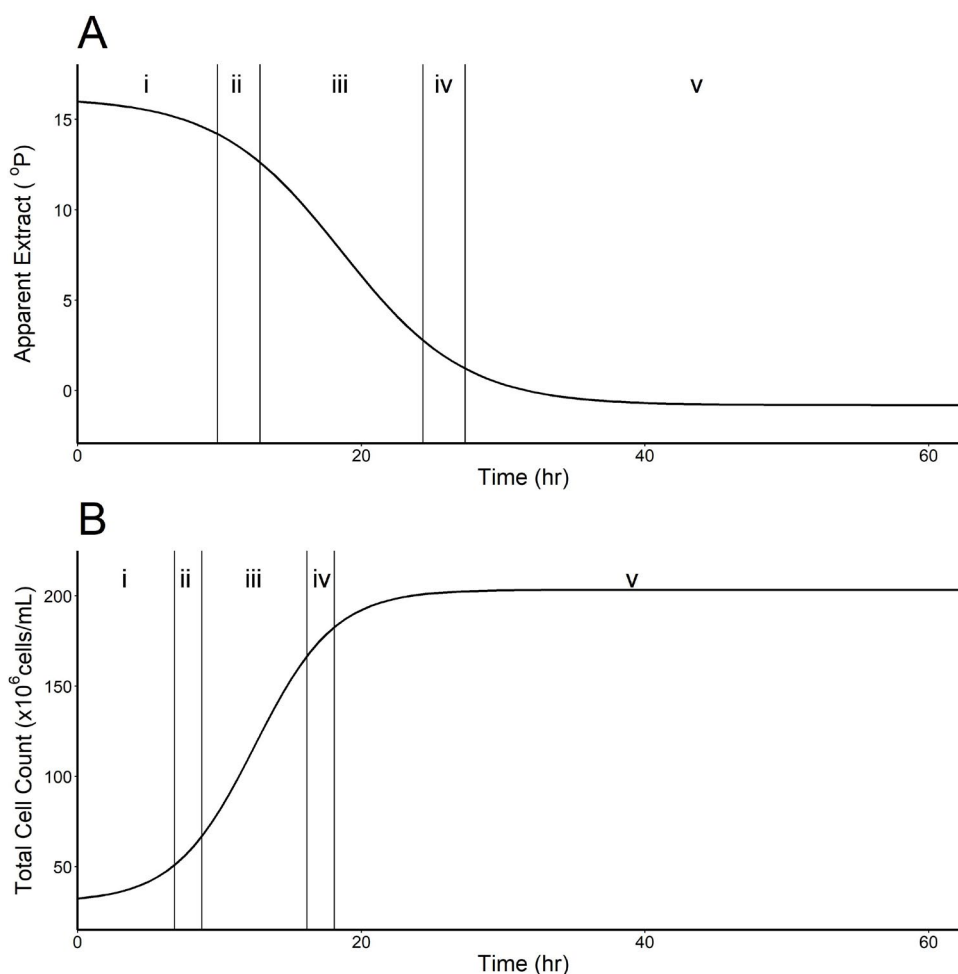 A
i ii iii iv v
15
10
5
0
Apparent Extract ( °P)
0 20 40 60
Time (hr)
B
i ii iii iv v
200
150
100
50
Total Cell Count (x10⁶cells/mL)
0 20 40 60
Time (hr)